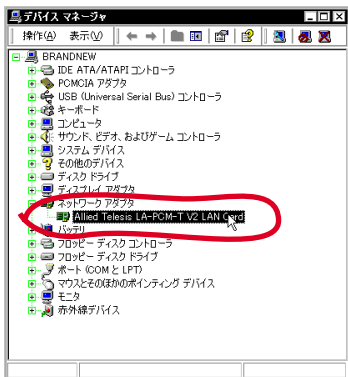 デバイス マネージャ
操作(A) 表示(V)
BRANDNEW
IDE ATA/ATAPI コントローラ
PCMCIA アダプタ
USB (Universal Serial Bus) コントローラ
キーボード
コンピュータ
サウンド、ビデオ、およびゲーム コントローラ
システム デバイス
その他のデバイス
ディスク ドライブ
ディスプレイ アダプタ
ネットワーク アダプタ
Allied Telesis LA-PCM-T V2 LAN Card
バッテリ
フロッピー ディスク コントローラ
フロッピー ディスク ドライブ
ポート (COM と LPT)
マウスとそのほかのポインティング デバイス
モニタ
赤外線デバイス